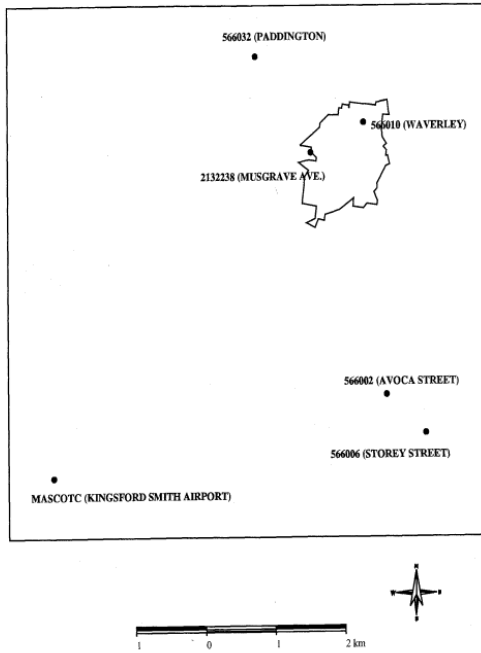 566032 (PADDINGTON)
566010 (WAVERLEY)
2132238 (MUSGRAVE AVE.)
566002 (AVOCA STREET)
566006 (STOREY STREET)
MASCOTC (KINGSFORD SMITH AIRPORT)
1 0 1 2 km